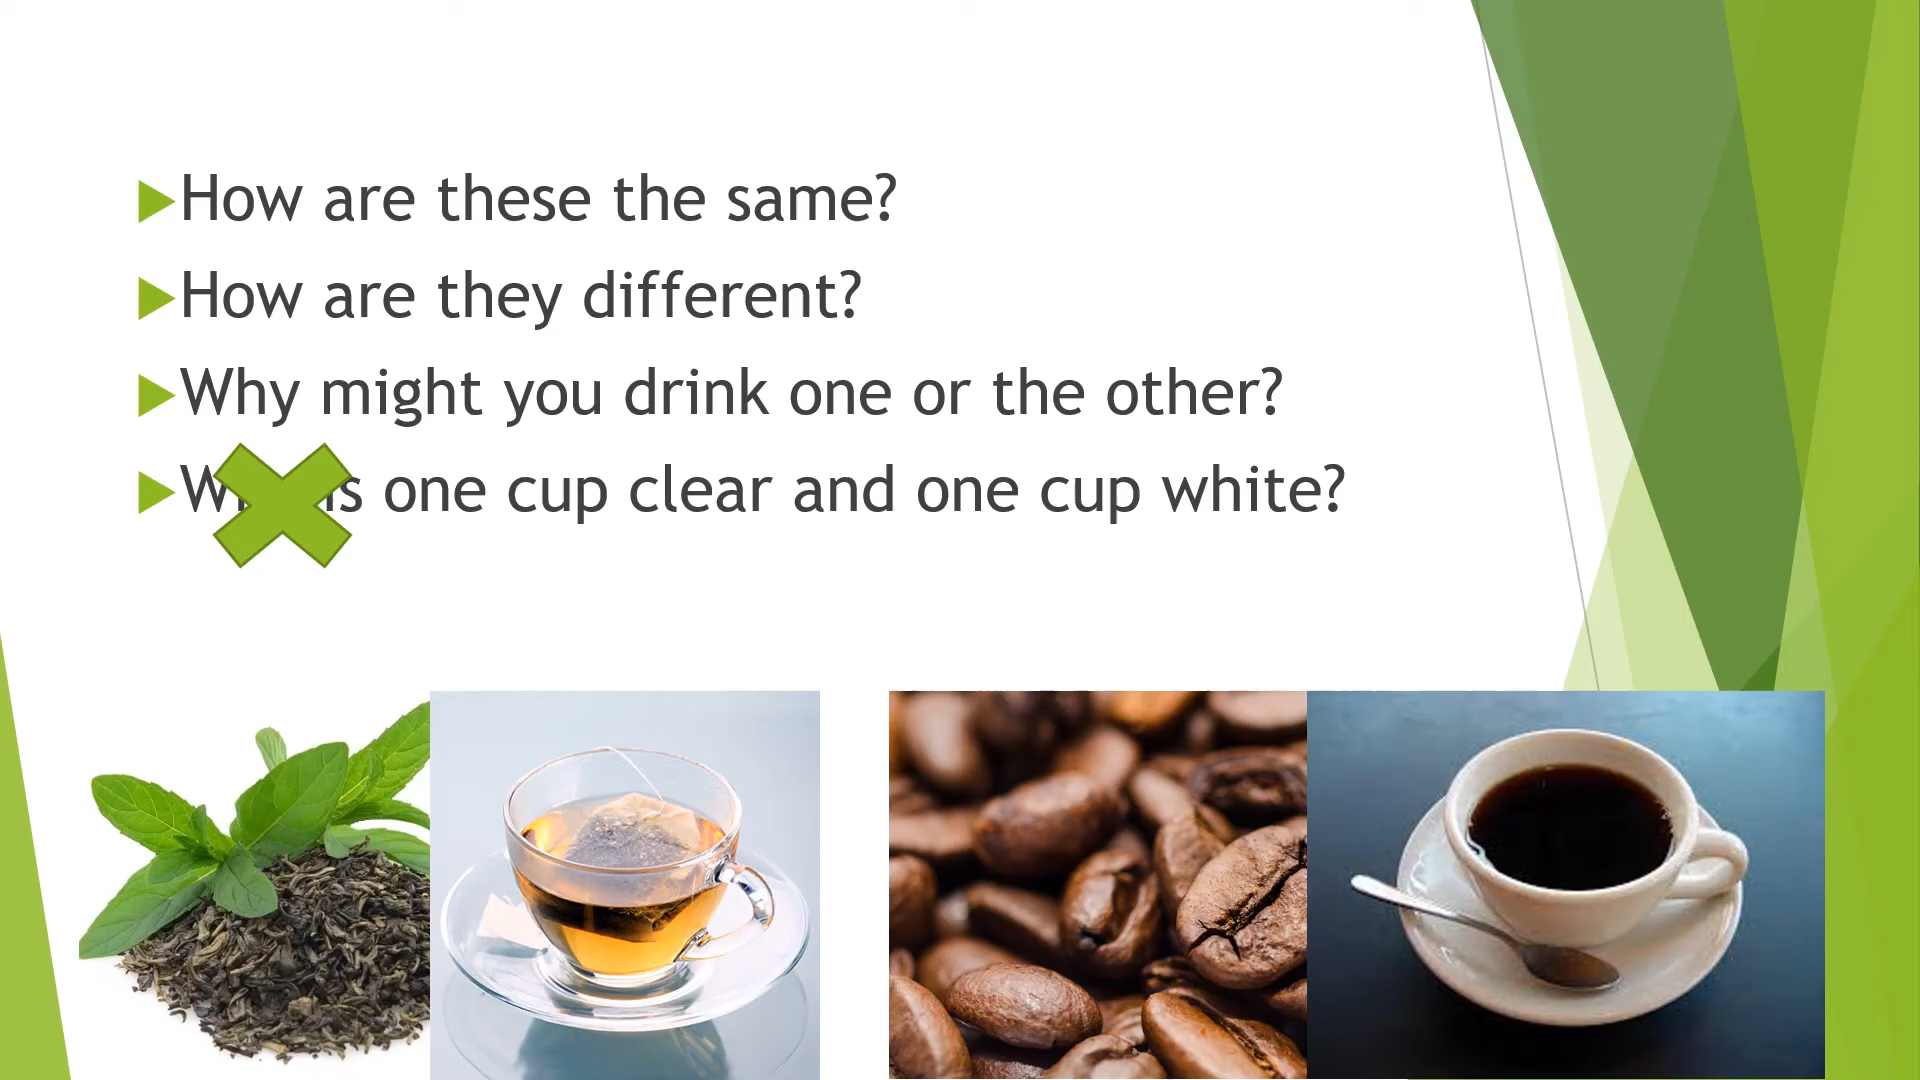 How are these the same?
How are they different?
Why might you drink one or the other?
is one cup clear and one cup white?